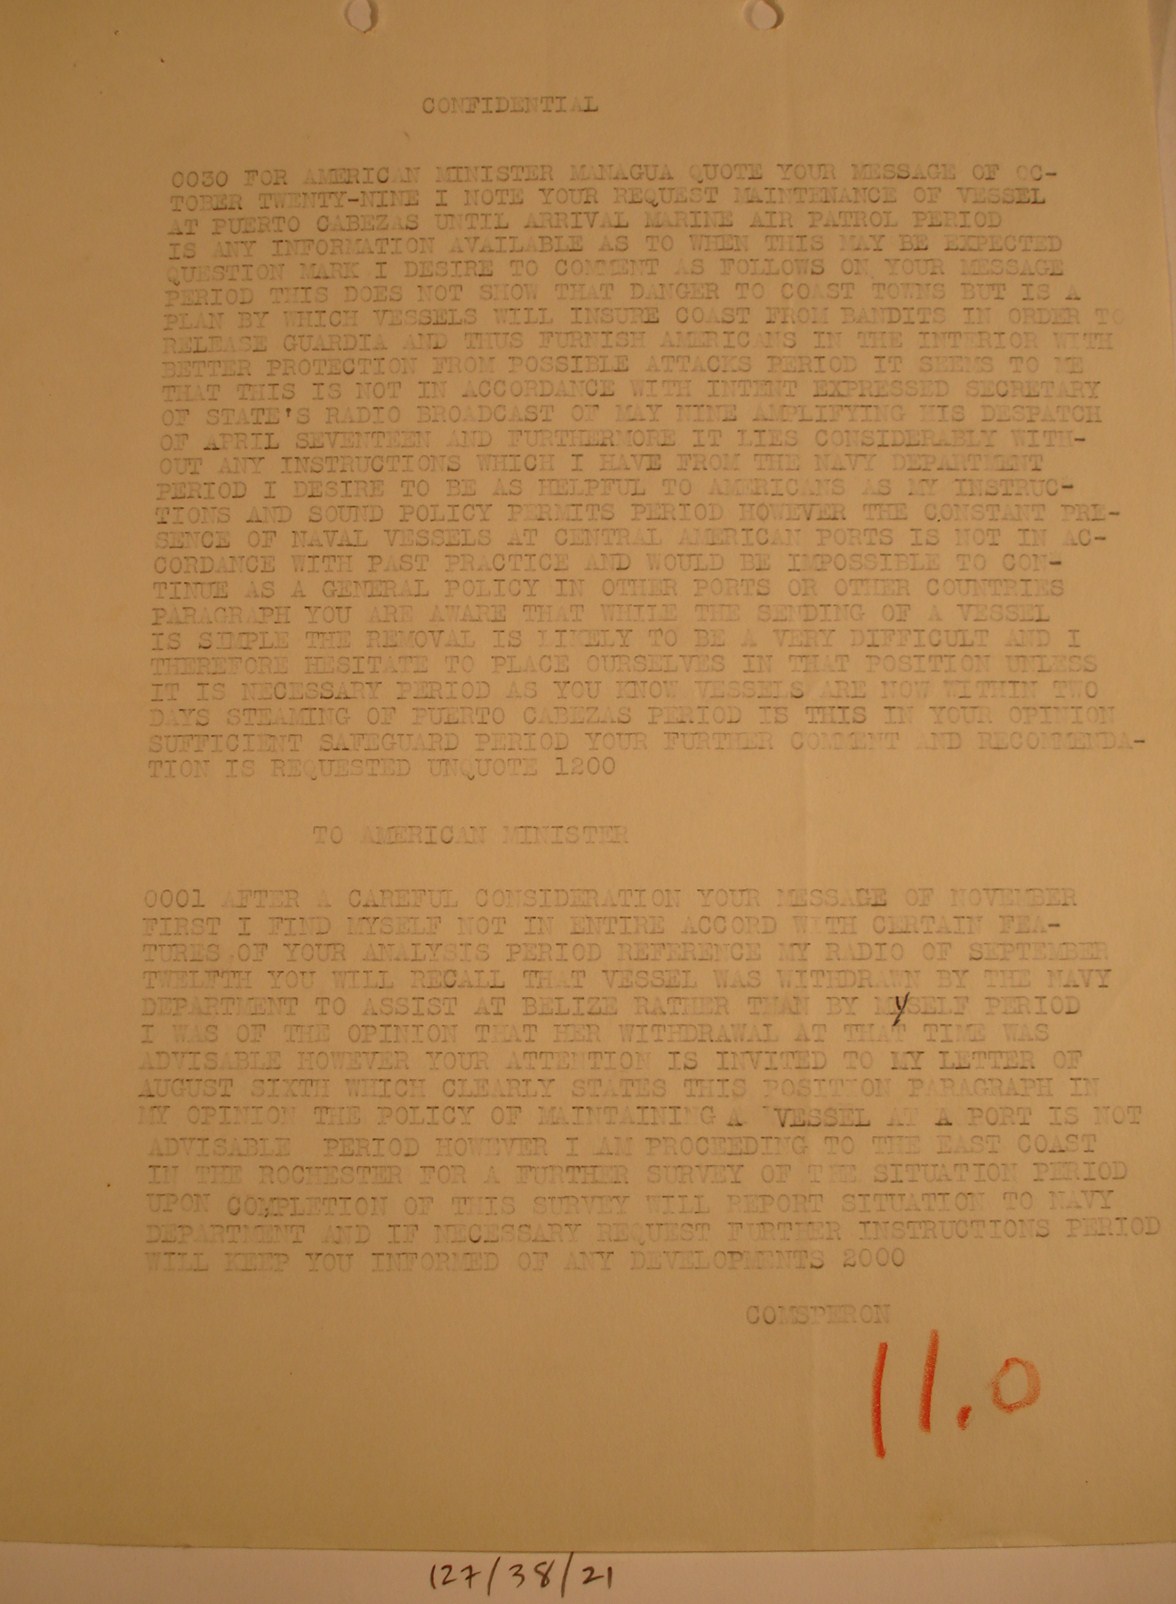 CONFIDENTIAL
0030 FOR AMERICAN MINISTER MANAGUA QUOTE YOUR MESSAGE OF OC-
TOBER TWENTY-NINE I NOTE YOUR REQUEST MAINTENANCE OF VESSEL
AT PUERTO CABEZAS UNTIL ARRIVAL MARINE AIR PATROL PERIOD
IS ANY INFORMATION AVAILABLE AS TO WHEN THIS MAY BE EXPECTED
QUESTION MARK I DESIRE TO COMMENT AS FOLLOWS ON YOUR MESSAGE
PERIOD THIS DOES NOT SHOW THAT DANGER TO COAST TOWNS BUT IS A
PLAN BY WHICH VESSELS WILL INSURE COAST FROM BANDITS IN ORDER TO
RELEASE GUARDIA AND THUS FURNISH AMERICANS IN THE INTERIOR WITH
BETTER PROTECTION FROM POSSIBLE ATTACKS PERIOD IT SEEMS TO ME
THAT THIS IS NOT IN ACCORDANCE WITH INTENT EXPRESSED SECRETARY
OF STATE'S RADIO BROADCAST OF MAY NINE AMPLIFYING HIS DESPATCH
OF APRIL SEVENTEEN AND FURTHERMORE IT LIES CONSIDERABLY WITH-
OUT ANY INSTRUCTIONS WHICH I HAVE FROM THE NAVY DEPARTMENT
PERIOD I DESIRE TO BE AS HELPFUL TO AMERICANS AS MY INSTRUC-
TIONS AND SOUND POLICY PERMITS PERIOD HOWEVER THE CONSTANT PRE-
SENCE OF NAVAL VESSELS AT CENTRAL AMERICAN PORTS IS NOT IN AC-
CORDANCE WITH PAST PRACTICE AND WOULD BE IMPOSSIBLE TO CON-
TINUE AS A GENERAL POLICY IN OTHER PORTS OR OTHER COUNTRIES
PARAGRAPH YOU ARE AWARE THAT WHILE THE SENDING OF A VESSEL
IS SIMPLE THE REMOVAL IS LIKELY TO BE A VERY DIFFICULT AND I
THEREFORE HESITATE TO PLACE OURSELVES IN THAT POSITION UNLESS
IT IS NECESSARY PERIOD AS YOU KNOW VESSELS ARE NOW WITHIN TWO
DAYS STEAMING OF PUERTO CABEZAS PERIOD IS THIS IN YOUR OPINION
SUFFICIENT SAFEGUARD PERIOD YOUR FURTHER COMMENT AND RECOMMENDA-
TION IS REQUESTED UNQUOTE 1200
TO AMERICAN MINISTER
0001 AFTER A CAREFUL CONSIDERATION YOUR MESSAGE OF NOVEMBER
FIRST I FIND MYSELF NOT IN ENTIRE ACCORD WITH CERTAIN FEA-
TURES OF YOUR ANALYSIS PERIOD REFERENCE MY RADIO OF SEPTEMBER
TWELFTH YOU WILL RECALL THAT VESSEL WAS WITHDRAWN BY THE NAVY
DEPARTMENT TO ASSIST AT BELIZE RATHER THAN BY MYSELF PERIOD
I WAS OF THE OPINION THAT HER WITHDRAWAL AT THAT TIME WAS
ADVISABLE HOWEVER YOUR ATTENTION IS INVITED TO MY LETTER OF
AUGUST SIXTH WHICH CLEARLY STATES THIS POSITION PARAGRAPH IN
MY OPINION THE POLICY OF MAINTAINING A VESSEL AT A PORT IS NOT
ADVISABLE PERIOD HOWEVER I AM PROCEEDING TO THE EAST COAST
IN THE ROCHESTER FOR A FURTHER SURVEY OF THE SITUATION PERIOD
UPON COMPLETION OF THIS SURVEY WILL REPORT SITUATION TO NAVY
DEPARTMENT AND IF NECESSARY REQUEST FURTHER INSTRUCTIONS PERIOD
WILL KEEP YOU INFORMED OF ANY DEVELOPMENTS 2000
COMSPERON
11.0
127/38/21